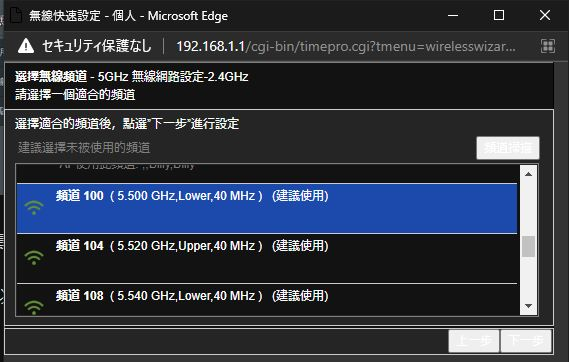 無線快速設定 - 個人 - Microsoft Edge
セキュリティ保護なし 192.168.1.1/cgi-bin/timepro.cgi?tmenu=wirelesswizar...
選擇無線頻道 - 5GHz 無線網路設定-2.4GHz
請選擇一個適合的頻道
選擇適合的頻道後，點選"下一步"進行設定
建議選擇未被使用的頻道 頻道掃描
頻道 100（ 5.500 GHz,Lower,40 MHz ） (建議使用)
頻道 104（ 5.520 GHz,Upper,40 MHz ） (建議使用)
頻道 108（ 5.540 GHz,Lower,40 MHz ） (建議使用)
上一步 下一步